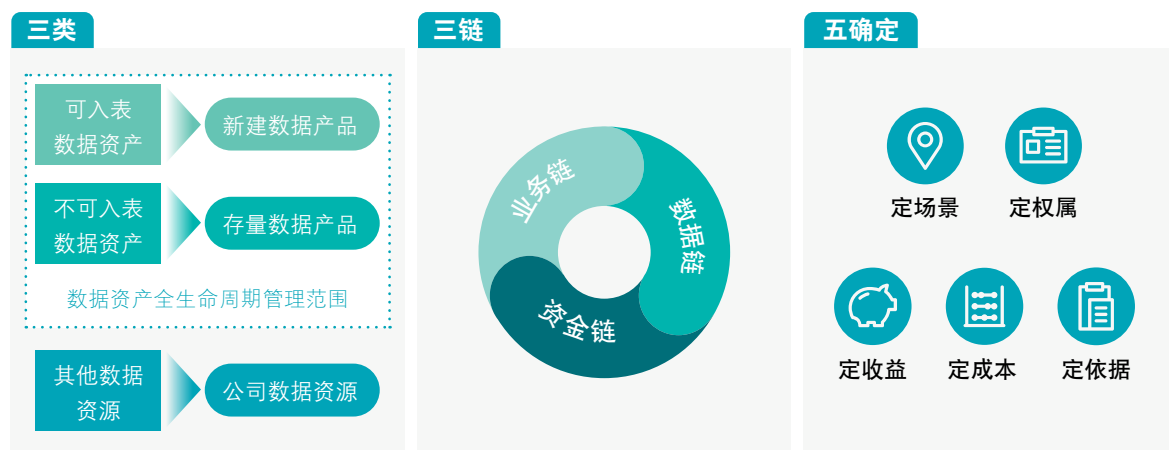 三类
可入表
数据资产
新建数据产品
不可入表
数据资产
存量数据产品
数据资产全生命周期管理范围
其他数据
资源
公司数据资源
三链
业务链
数据链
资金链
五确定
定场景
定权属
定收益
定成本
定依据